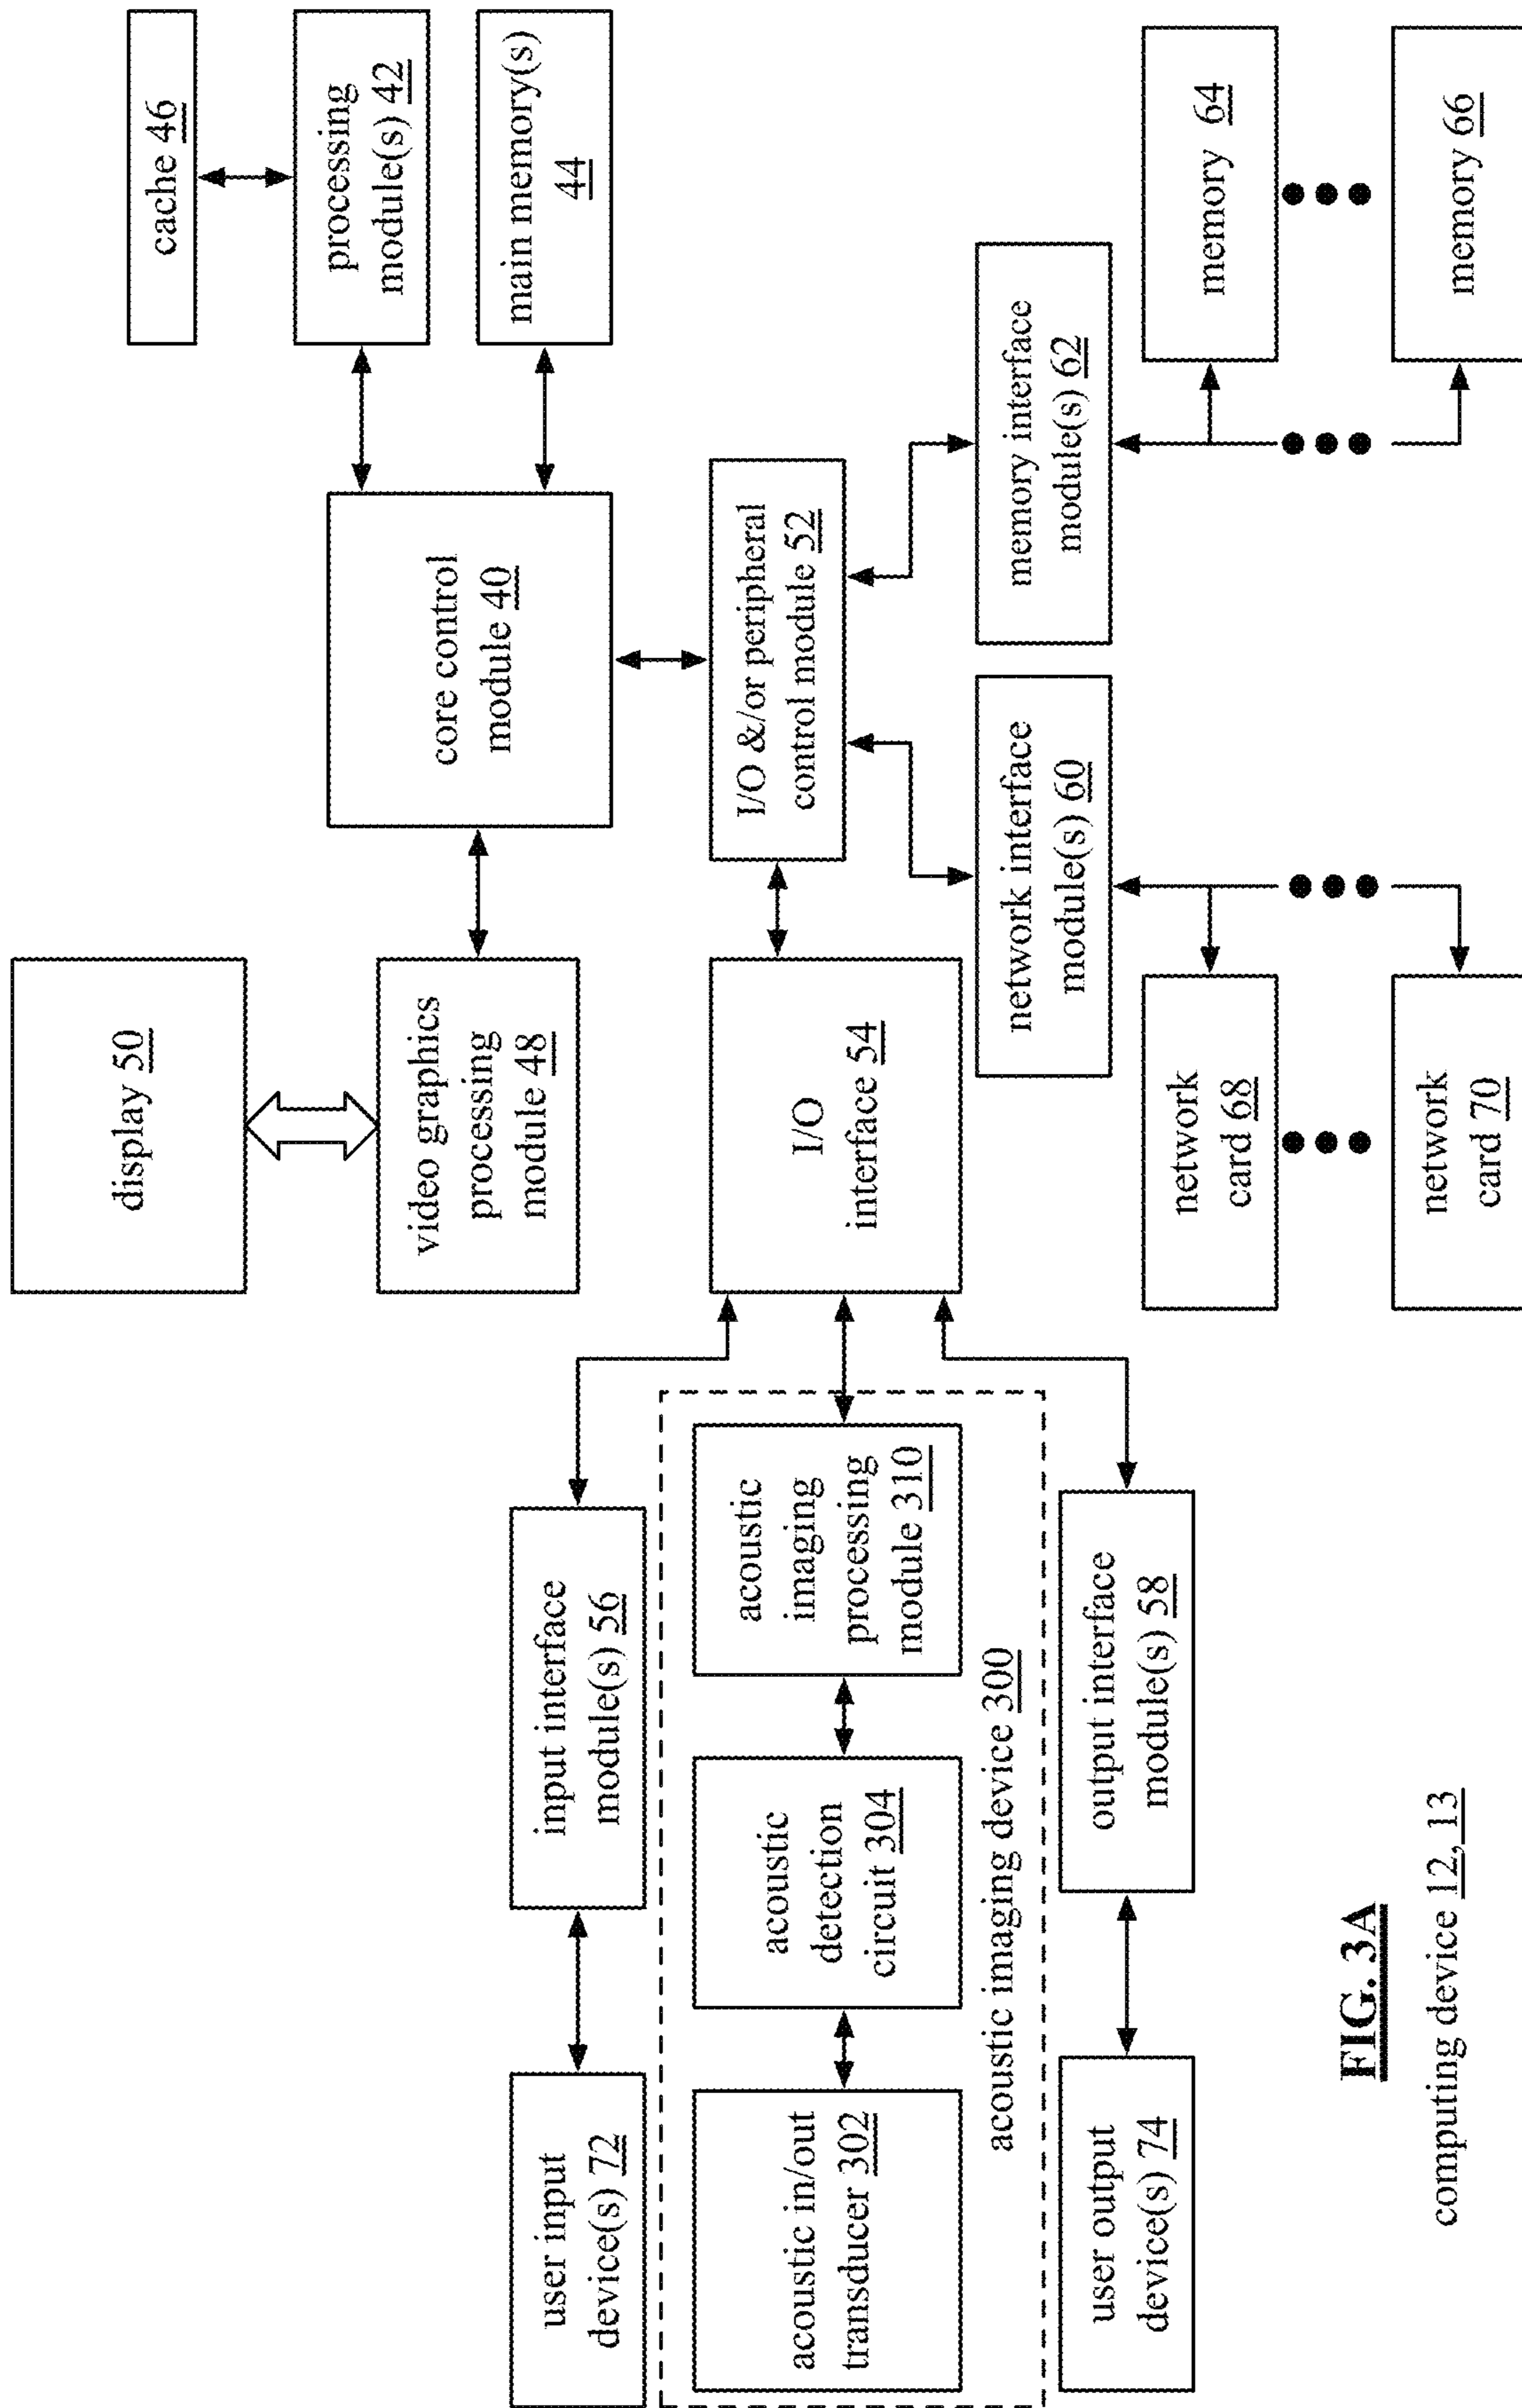 display 50
cache 46
processing
module(s) 42
main memory(s)
44
core control
module 40
video graphics
processing
module 48
user input
device(s) 72
input interface
module(s) 56
acoustic in/out
transducer 302
acoustic
detection
circuit 304
acoustic
imaging
processing
module 310
acoustic imaging device 300
I/O
interface 54
I/O &/or peripheral
control module 52
user output
device(s) 74
output interface
module(s) 58
network interface
module(s) 60
memory interface
module(s) 62
network
card 68
memory 64
network
card 70
memory 66
FIG. 3A
computing device 12, 13